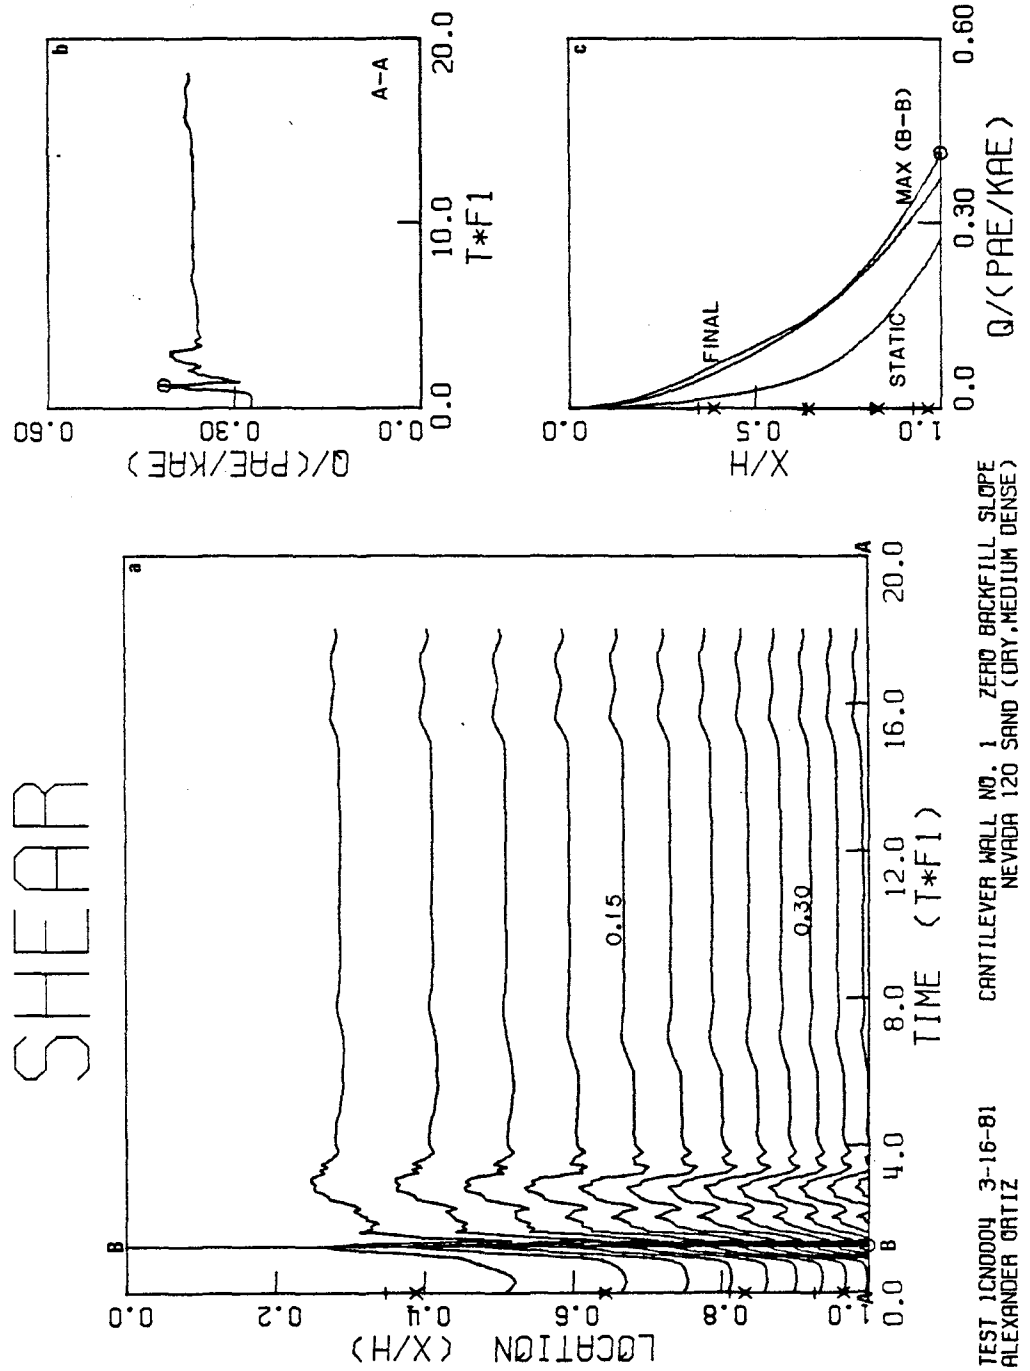 SHEAR
a
LOCATION (X/H)
0.0
0.2
0.4
0.6
0.8
1.0
B
B
A
A
0.15
0.30
0.0
4.0
8.0
12.0
16.0
20.0
TIME (T*F1)
b
A-A
Q/(PAE/KAE)
0.60
0.30
0.0
0.0
10.0
20.0
T*F1
c
X/H
0.0
0.5
1.0
FINAL
STATIC
MAX (B-B)
0.0
0.30
0.60
Q/(PAE/KAE)
TEST 1CN0004 3-16-81 CANTILEVER WALL NO. 1 ZERO BACKFILL SLOPE
ALEXANDER ORTIZ NEVADA 120 SAND (DRY,MEDIUM DENSE)